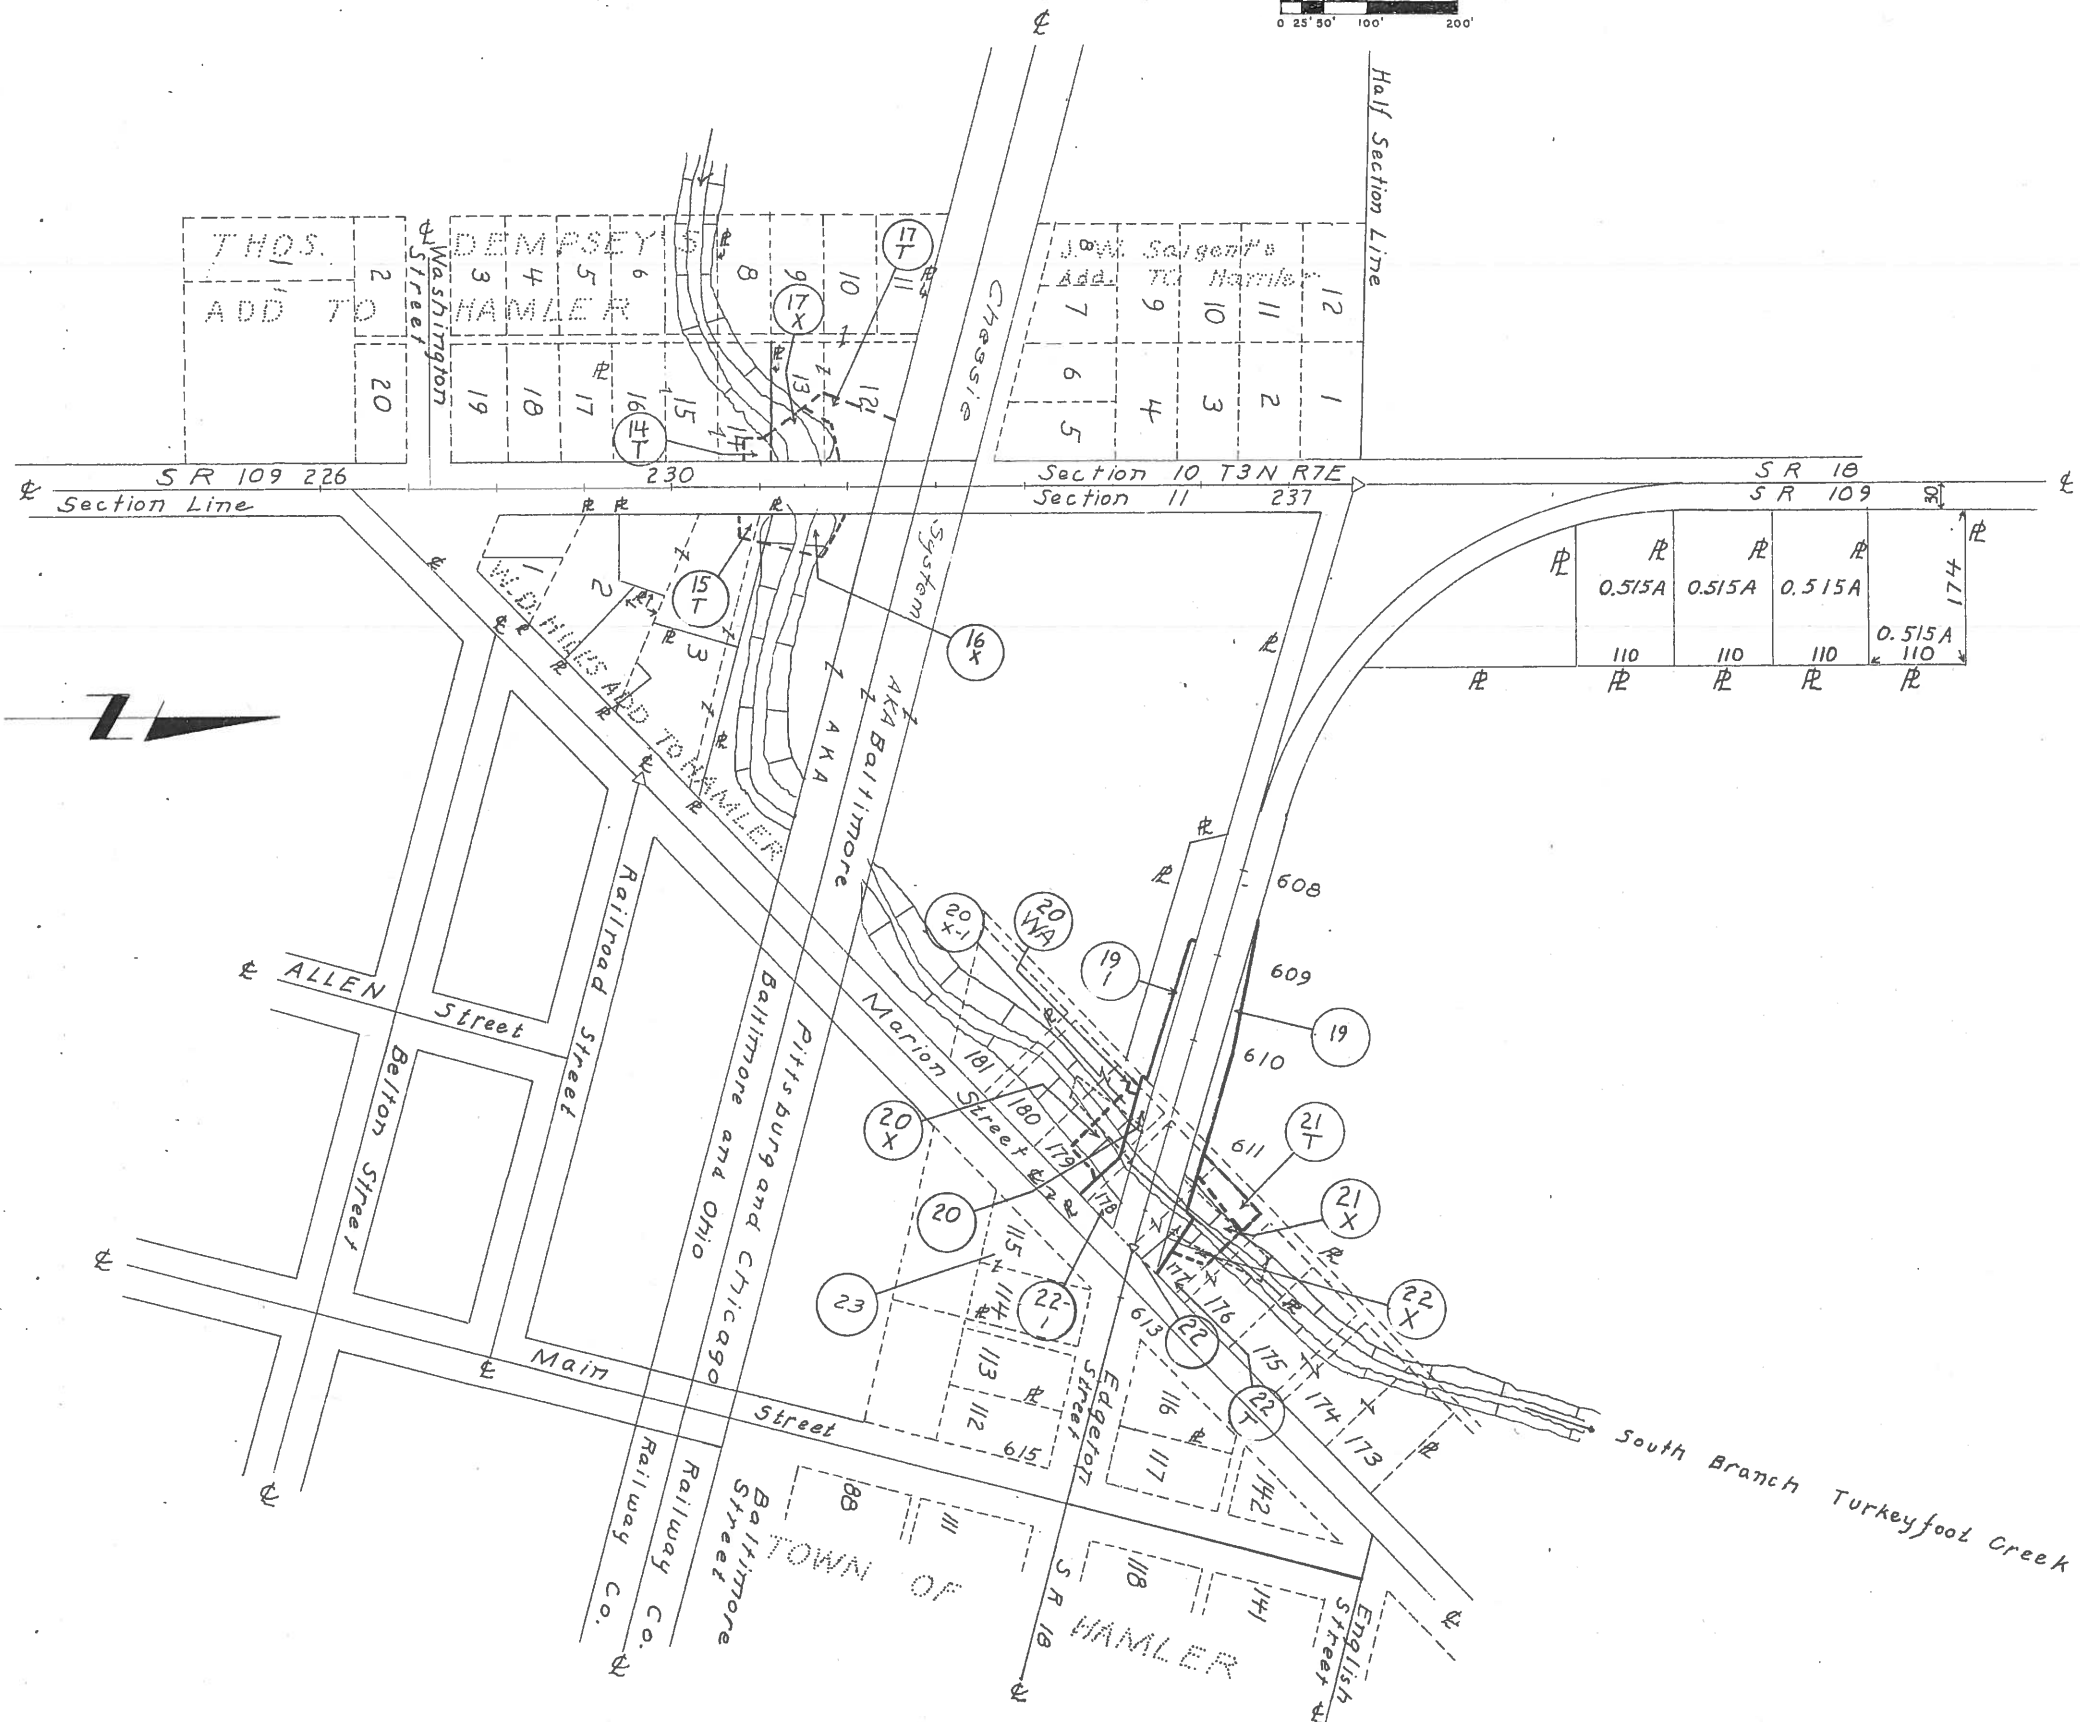 0 25' 50' 100' 200'
℄
Half Section Line
THOS. DEMPSEY'S
ADD TO HAMLER
1
2
3
4
5
6
8
9
10
11
12
13
14
15
16
17
18
19
20
℄ Washington
Street
17
T
17
X
14
T
J.W. Sargent's
Add. TO Hamler
8
7
6
5
9
10
11
12
4
3
2
1
Chessie
System
S R 109 226
230
Section 10 T3N R7E
S R 18
℄
Section Line
Section 11
237
S R 109
30
℄
1
2
3
W.D. HILL'S ADD TO HAMLER
15
T
16
X
0.515A
0.515A
0.515A
0.515A
110
110
110
110
174
AKA
AKA Baltimore
Z
608
609
610
611
613
615
20
X-1
20
WA
19
1
19
20
X
20
21
T
21
X
22
X
22
22
T
22-
1
23
181
180
179
178
177
176
175
174
173
115
114
113
112
116
117
142
88
111
118
141
℄ ALLEN
Street
Railroad
Street
Belton Street
Marion Street ℄
Baltimore and Ohio
Railway Co.
Pittsburg and Chicago
Railway Co.
Main
Street
Edgerton
Street
Baltimore
Street
TOWN OF
HAMLER
S R 18
English
Street
South Branch Turkeyfoot Creek